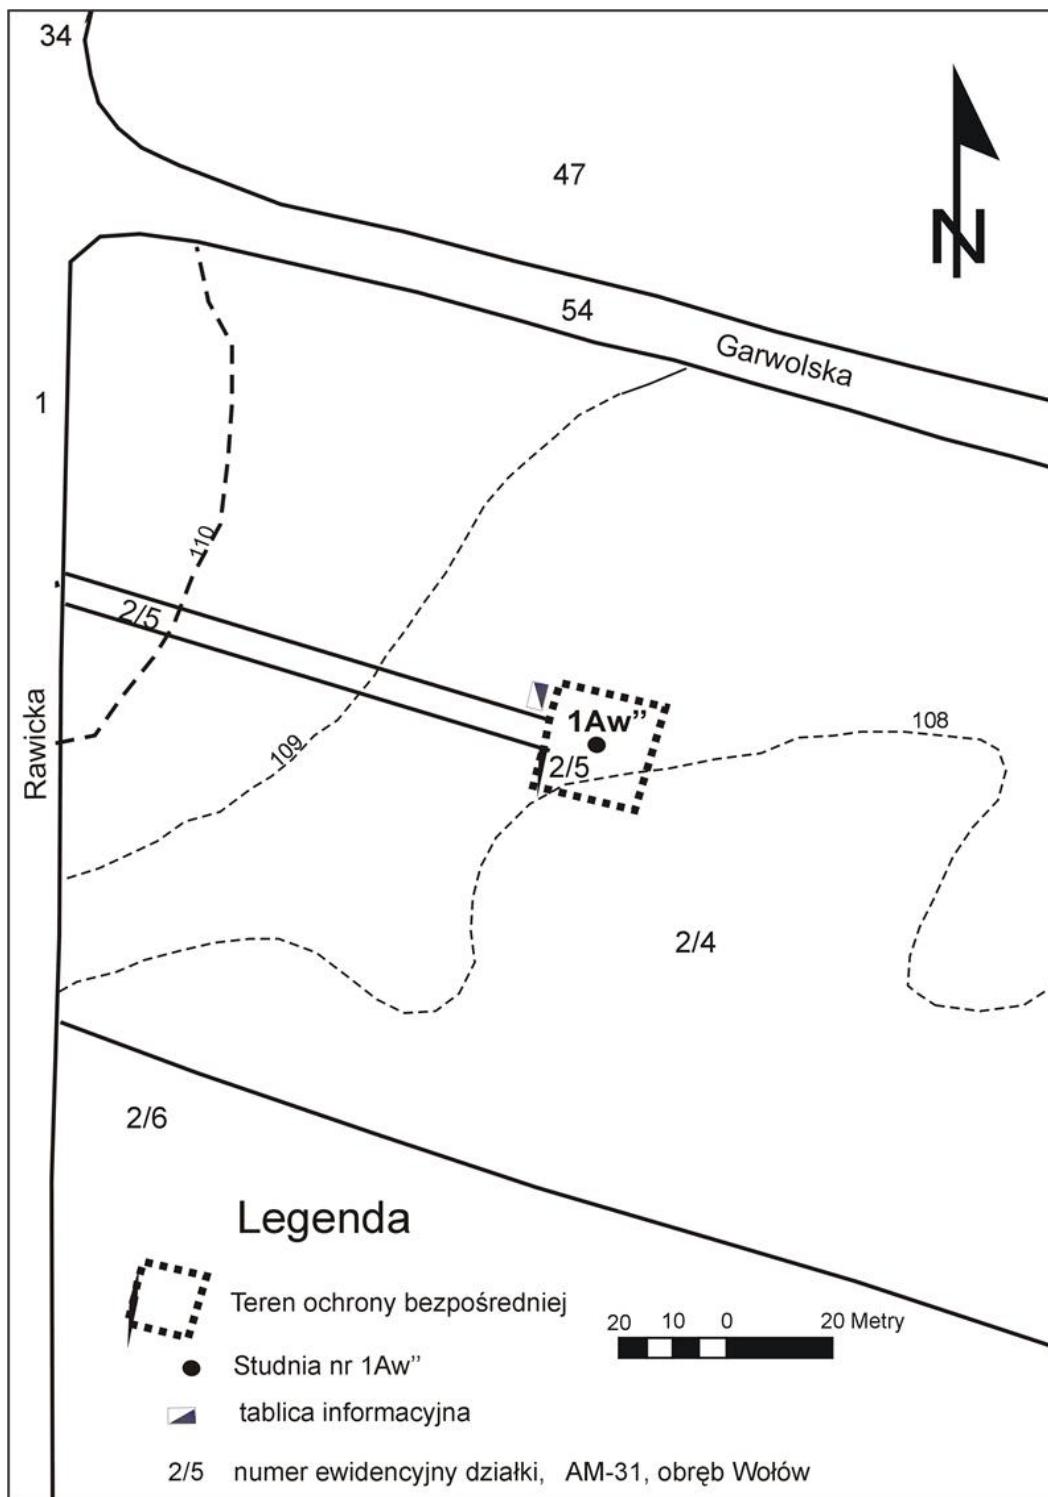 34
47
N
54
Garwolska
1
110
2/5
1Aw”
108
Rawicka
109
2/5
2/4
2/6
Legenda
Teren ochrony bezpośredniej
20 10 0 20 Metry
Studnia nr 1Aw”
tablica informacyjna
2/5 numer ewidencyjny działki, AM-31, obręb Wołów